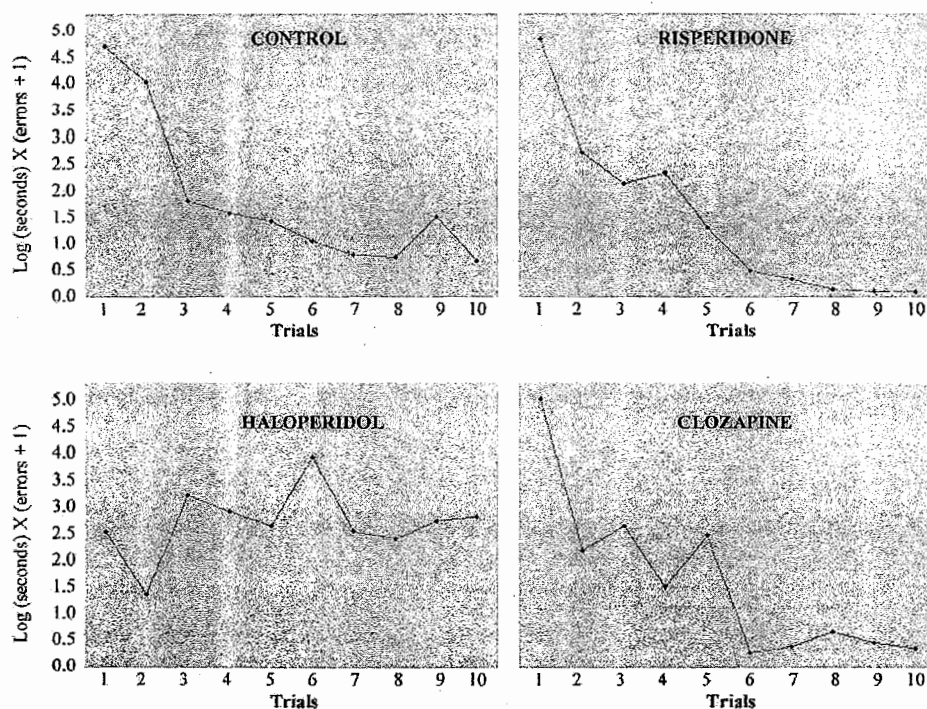 CONTROL
Log (seconds) X (errors + 1)
5.0
4.5
4.0
3.5
3.0
2.5
2.0
1.5
1.0
0.5
0.0
1 2 3 4 5 6 7 8 9 10
Trials
RISPERIDONE
1 2 3 4 5 6 7 8 9 10
Trials
HALOPERIDOL
Log (seconds) X (errors + 1)
5.0
4.5
4.0
3.5
3.0
2.5
2.0
1.5
1.0
0.5
0.0
1 2 3 4 5 6 7 8 9 10
Trials
CLOZAPINE
1 2 3 4 5 6 7 8 9 10
Trials